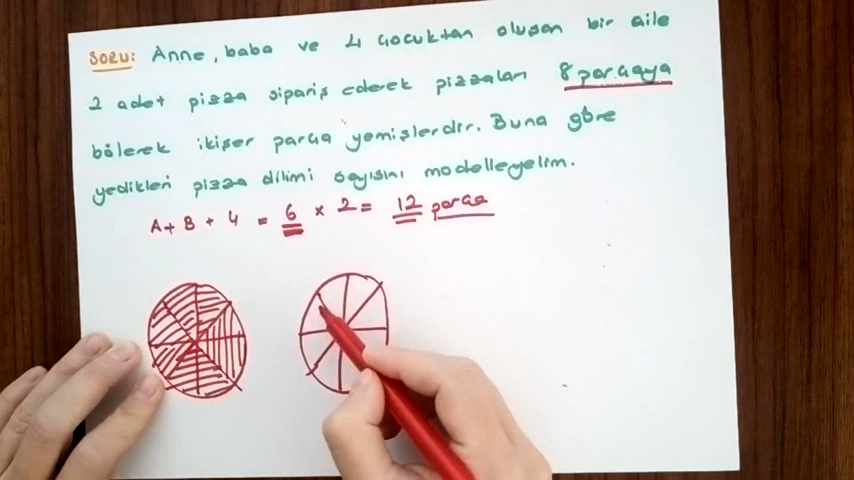 SORU: Anne, baba ve 4 çocuktan oluşan bir aile
2 adet pizza sipariş ederek pizzaları 8 parçaya
bölerek ikişer parça yemişlerdir. Buna göre
yedikleri pizza dilimi sayısını modelleyelim.
A + B + 4 = 6 x 2 = 12 parça